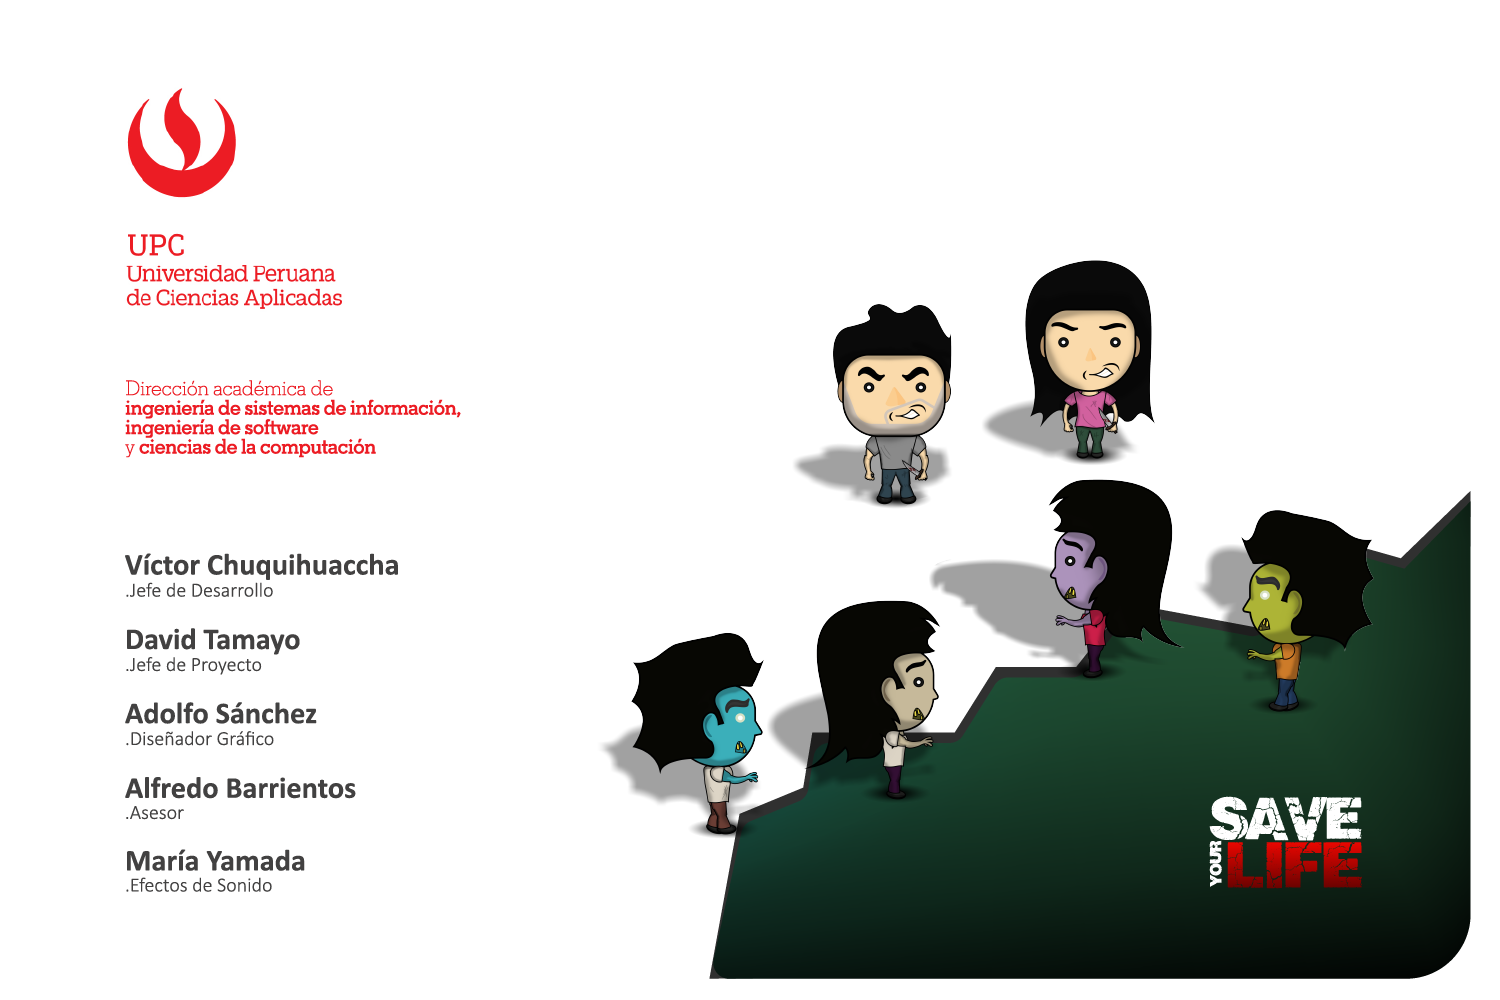 UPC
Universidad Peruana
de Ciencias Aplicadas
Dirección académica de
ingeniería de sistemas de información,
ingeniería de software
y ciencias de la computación
Víctor Chuquihuaccha
.Jefe de Desarrollo
David Tamayo
.Jefe de Proyecto
Adolfo Sánchez
.Diseñador Gráfico
Alfredo Barrientos
.Asesor
María Yamada
.Efectos de Sonido
SAVE
YOUR
LIFE